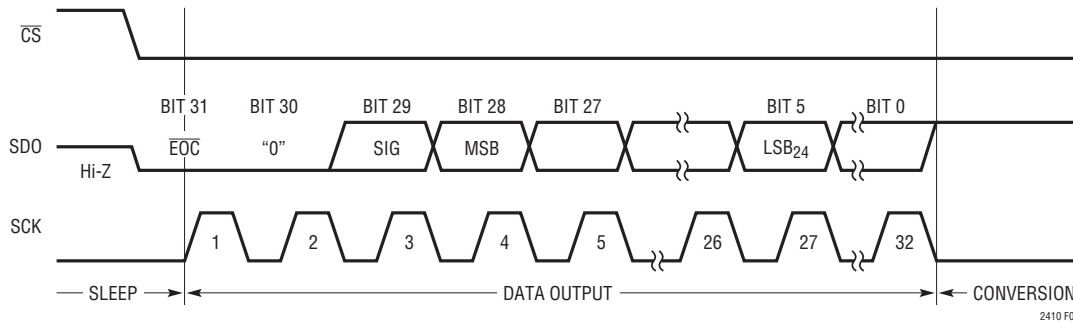 CS
BIT 31 BIT 30 BIT 29 BIT 28 BIT 27 BIT 5 BIT 0
SDO EOC “0” SIG MSB LSB24
Hi-Z
SCK 1 2 3 4 5 26 27 32
SLEEP DATA OUTPUT CONVERSION
2410 F0